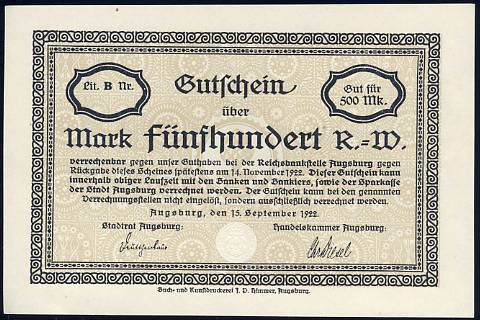 Lit. B Nr.
Gutschein
Gut für
500 Mk.
über
Mark fünfhundert R.=W.
verrechenbar gegen unser Guthaben bei der Reichsbankstelle Augsburg gegen
Rückgabe dieses Scheines spätestens am 14. November 1922. Dieser Gutschein kann
innerhalb obiger Laufzeit mit den Banken und Bankiers, sowie der Sparkasse
der Stadt Augsburg verrechnet werden. Der Gutschein kann bei den genannten
Verrechnungsstellen nicht eingelöst, sondern ausschließlich verrechnet werden.
Augsburg, den 15. September 1922.
Stadtrat Augsburg:
Handelskammer Augsburg:
Buch- und Kunstdruckerei J. P. Himmer, Augsburg.